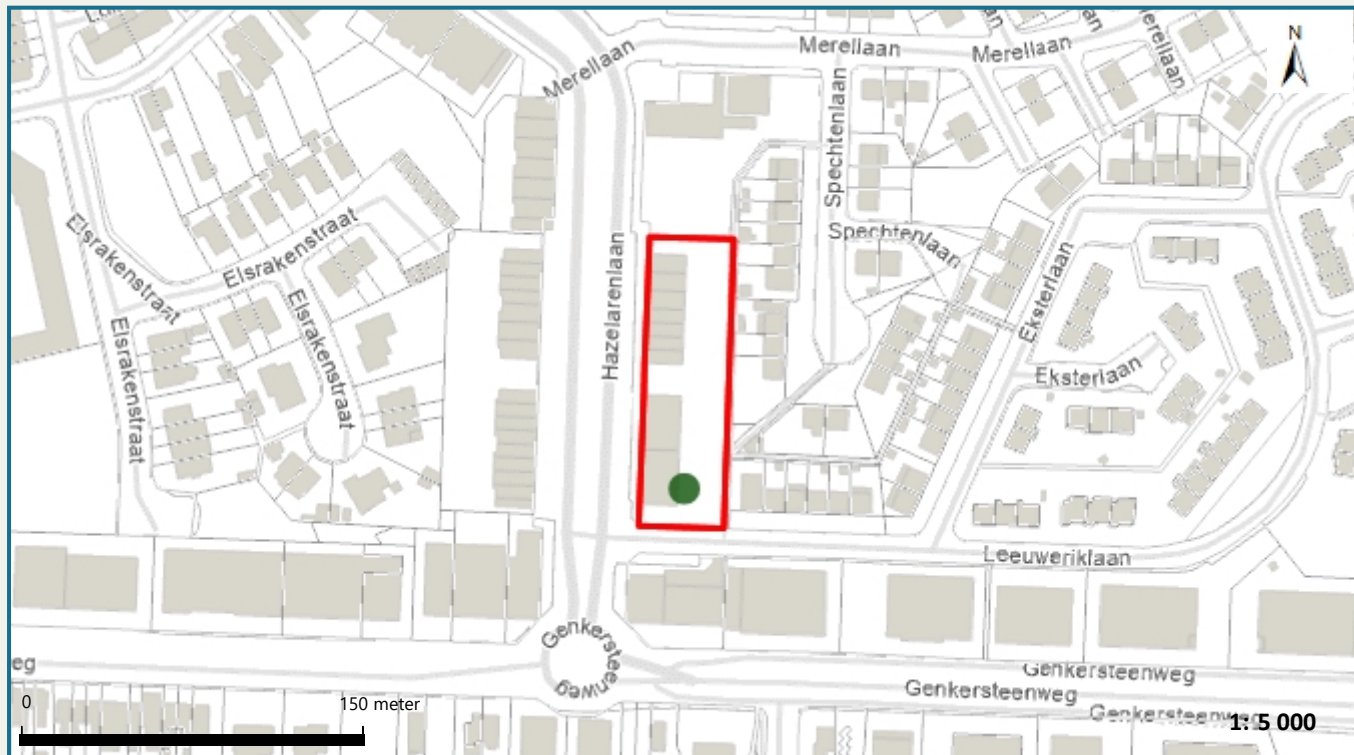 Merellaan
Merellaan
Merellaan
Merellaan
N
Spechtenlaan
Spechtenlaan
Elsrakenstraat
Elsrakenstraat
Elsrakenstraat
Elsrakenstraat
Hazelarenlaan
Eksterlaan
Eksterlaan
Leeuweriklaan
Genkersteenweg
eg
Genkersteenweg
Genkersteenweg
Genkersteenweg
0
150 meter
1: 5 000